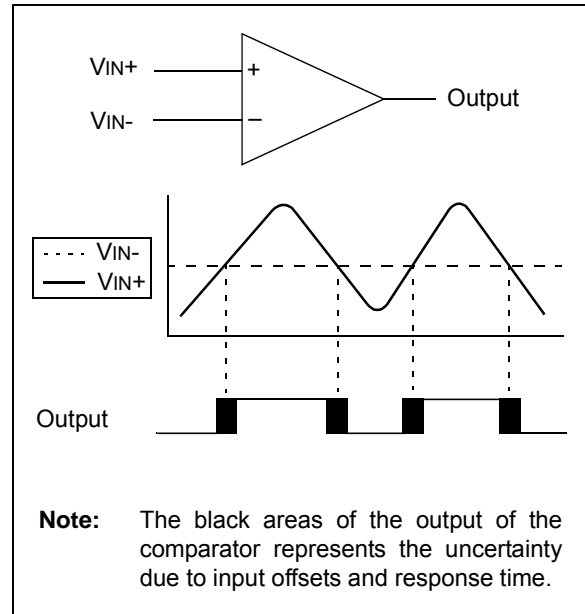 VIN+
+
Output
VIN-
–
VIN-
VIN+
Output
Note: The black areas of the output of the
comparator represents the uncertainty
due to input offsets and response time.